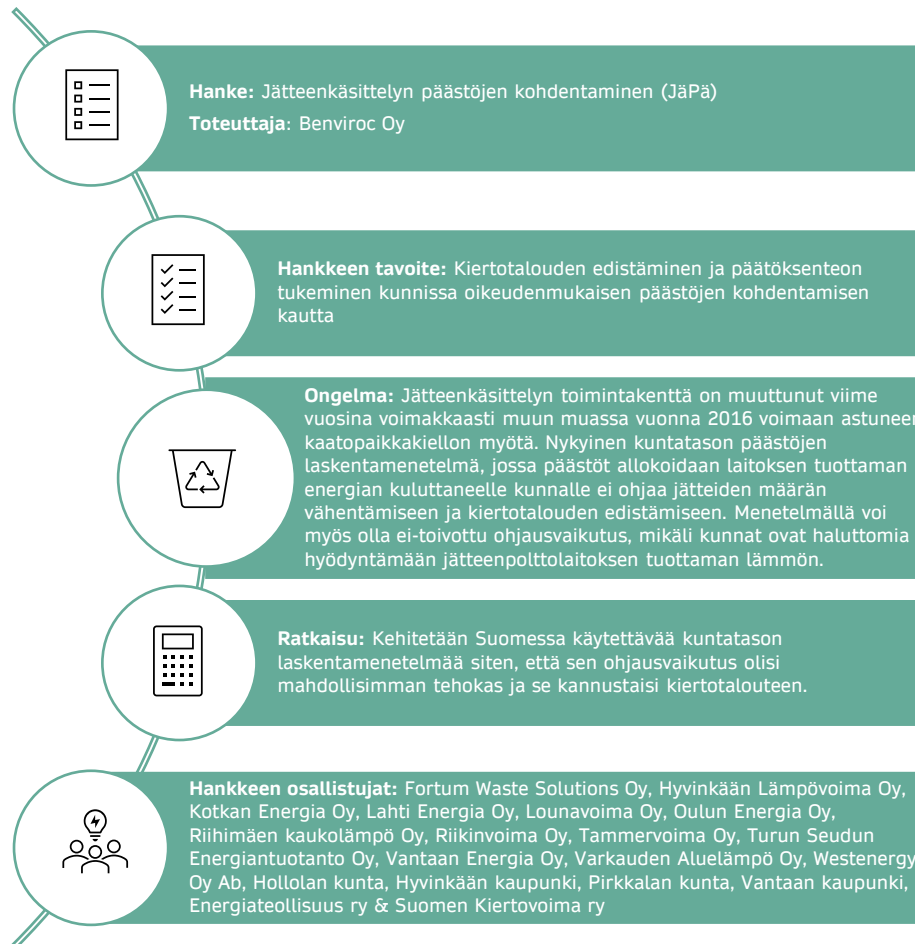 Hanke: Jätteenkäsittelyn päästöjen kohdentaminen (JäPä)
Toteuttaja: Benviroc Oy
Hankkeen tavoite: Kiertotalouden edistäminen ja päätöksenteon
tukeminen kunnissa oikeudenmukaisen päästöjen kohdentamisen
kautta
Ongelma: Jätteenkäsittelyn toimintakenttä on muuttunut viime
vuosina voimakkaasti muun muassa vuonna 2016 voimaan astuneen
kaatopaikkakiellon myötä. Nykyinen kuntatason päästöjen
laskentamenetelmä, jossa päästöt allokoidaan laitoksen tuottaman
energian kuluttaneelle kunnalle ei ohjaa jätteiden määrän
vähentämiseen ja kiertotalouden edistämiseen. Menetelmällä voi
myös olla ei-toivottu ohjausvaikutus, mikäli kunnat ovat haluttomia
hyödyntämään jätteenpolttolaitoksen tuottaman lämmön.
Ratkaisu: Kehitetään Suomessa käytettävää kuntatason
laskentamenetelmää siten, että sen ohjausvaikutus olisi
mahdollisimman tehokas ja se kannustaisi kiertotalouteen.
Hankkeen osallistujat: Fortum Waste Solutions Oy, Hyvinkään Lämpövoima Oy,
Kotkan Energia Oy, Lahti Energia Oy, Lounavoima Oy, Oulun Energia Oy,
Riihimäen kaukolämpö Oy, Riikinvoima Oy, Tammervoima Oy, Turun Seudun
Energiantuotanto Oy, Vantaan Energia Oy, Varkauden Aluelämpö Oy, Westenergy
Oy Ab, Hollolan kunta, Hyvinkään kaupunki, Pirkkalan kunta, Vantaan kaupunki,
Energiateollisuus ry & Suomen Kiertovoima ry